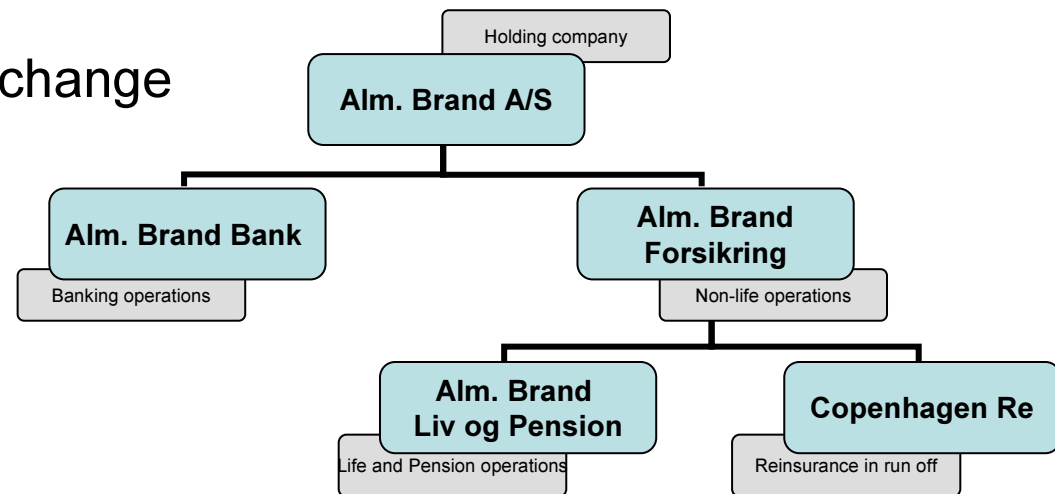 change
Holding company
Alm. Brand A/S
Alm. Brand Bank
Banking operations
Alm. Brand
Forsikring
Non-life operations
Alm. Brand
Liv og Pension
Life and Pension operations
Copenhagen Re
Reinsurance in run off